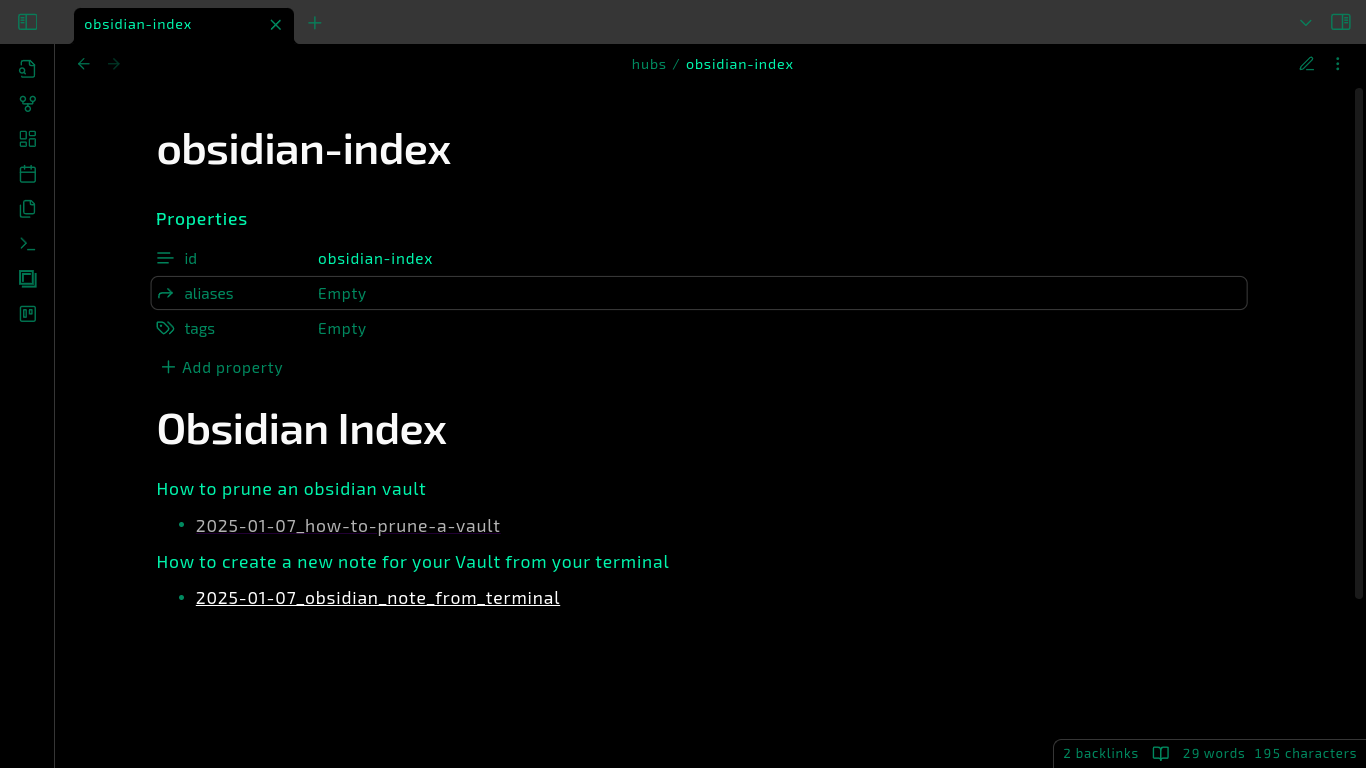 obsidian-index
hubs / obsidian-index
obsidian-index
Properties
id obsidian-index
aliases Empty
tags Empty
Add property
Obsidian Index
How to prune an obsidian vault
2025-01-07_how-to-prune-a-vault
How to create a new note for your Vault from your terminal
2025-01-07_obsidian_note_from_terminal
2 backlinks 29 words 195 characters